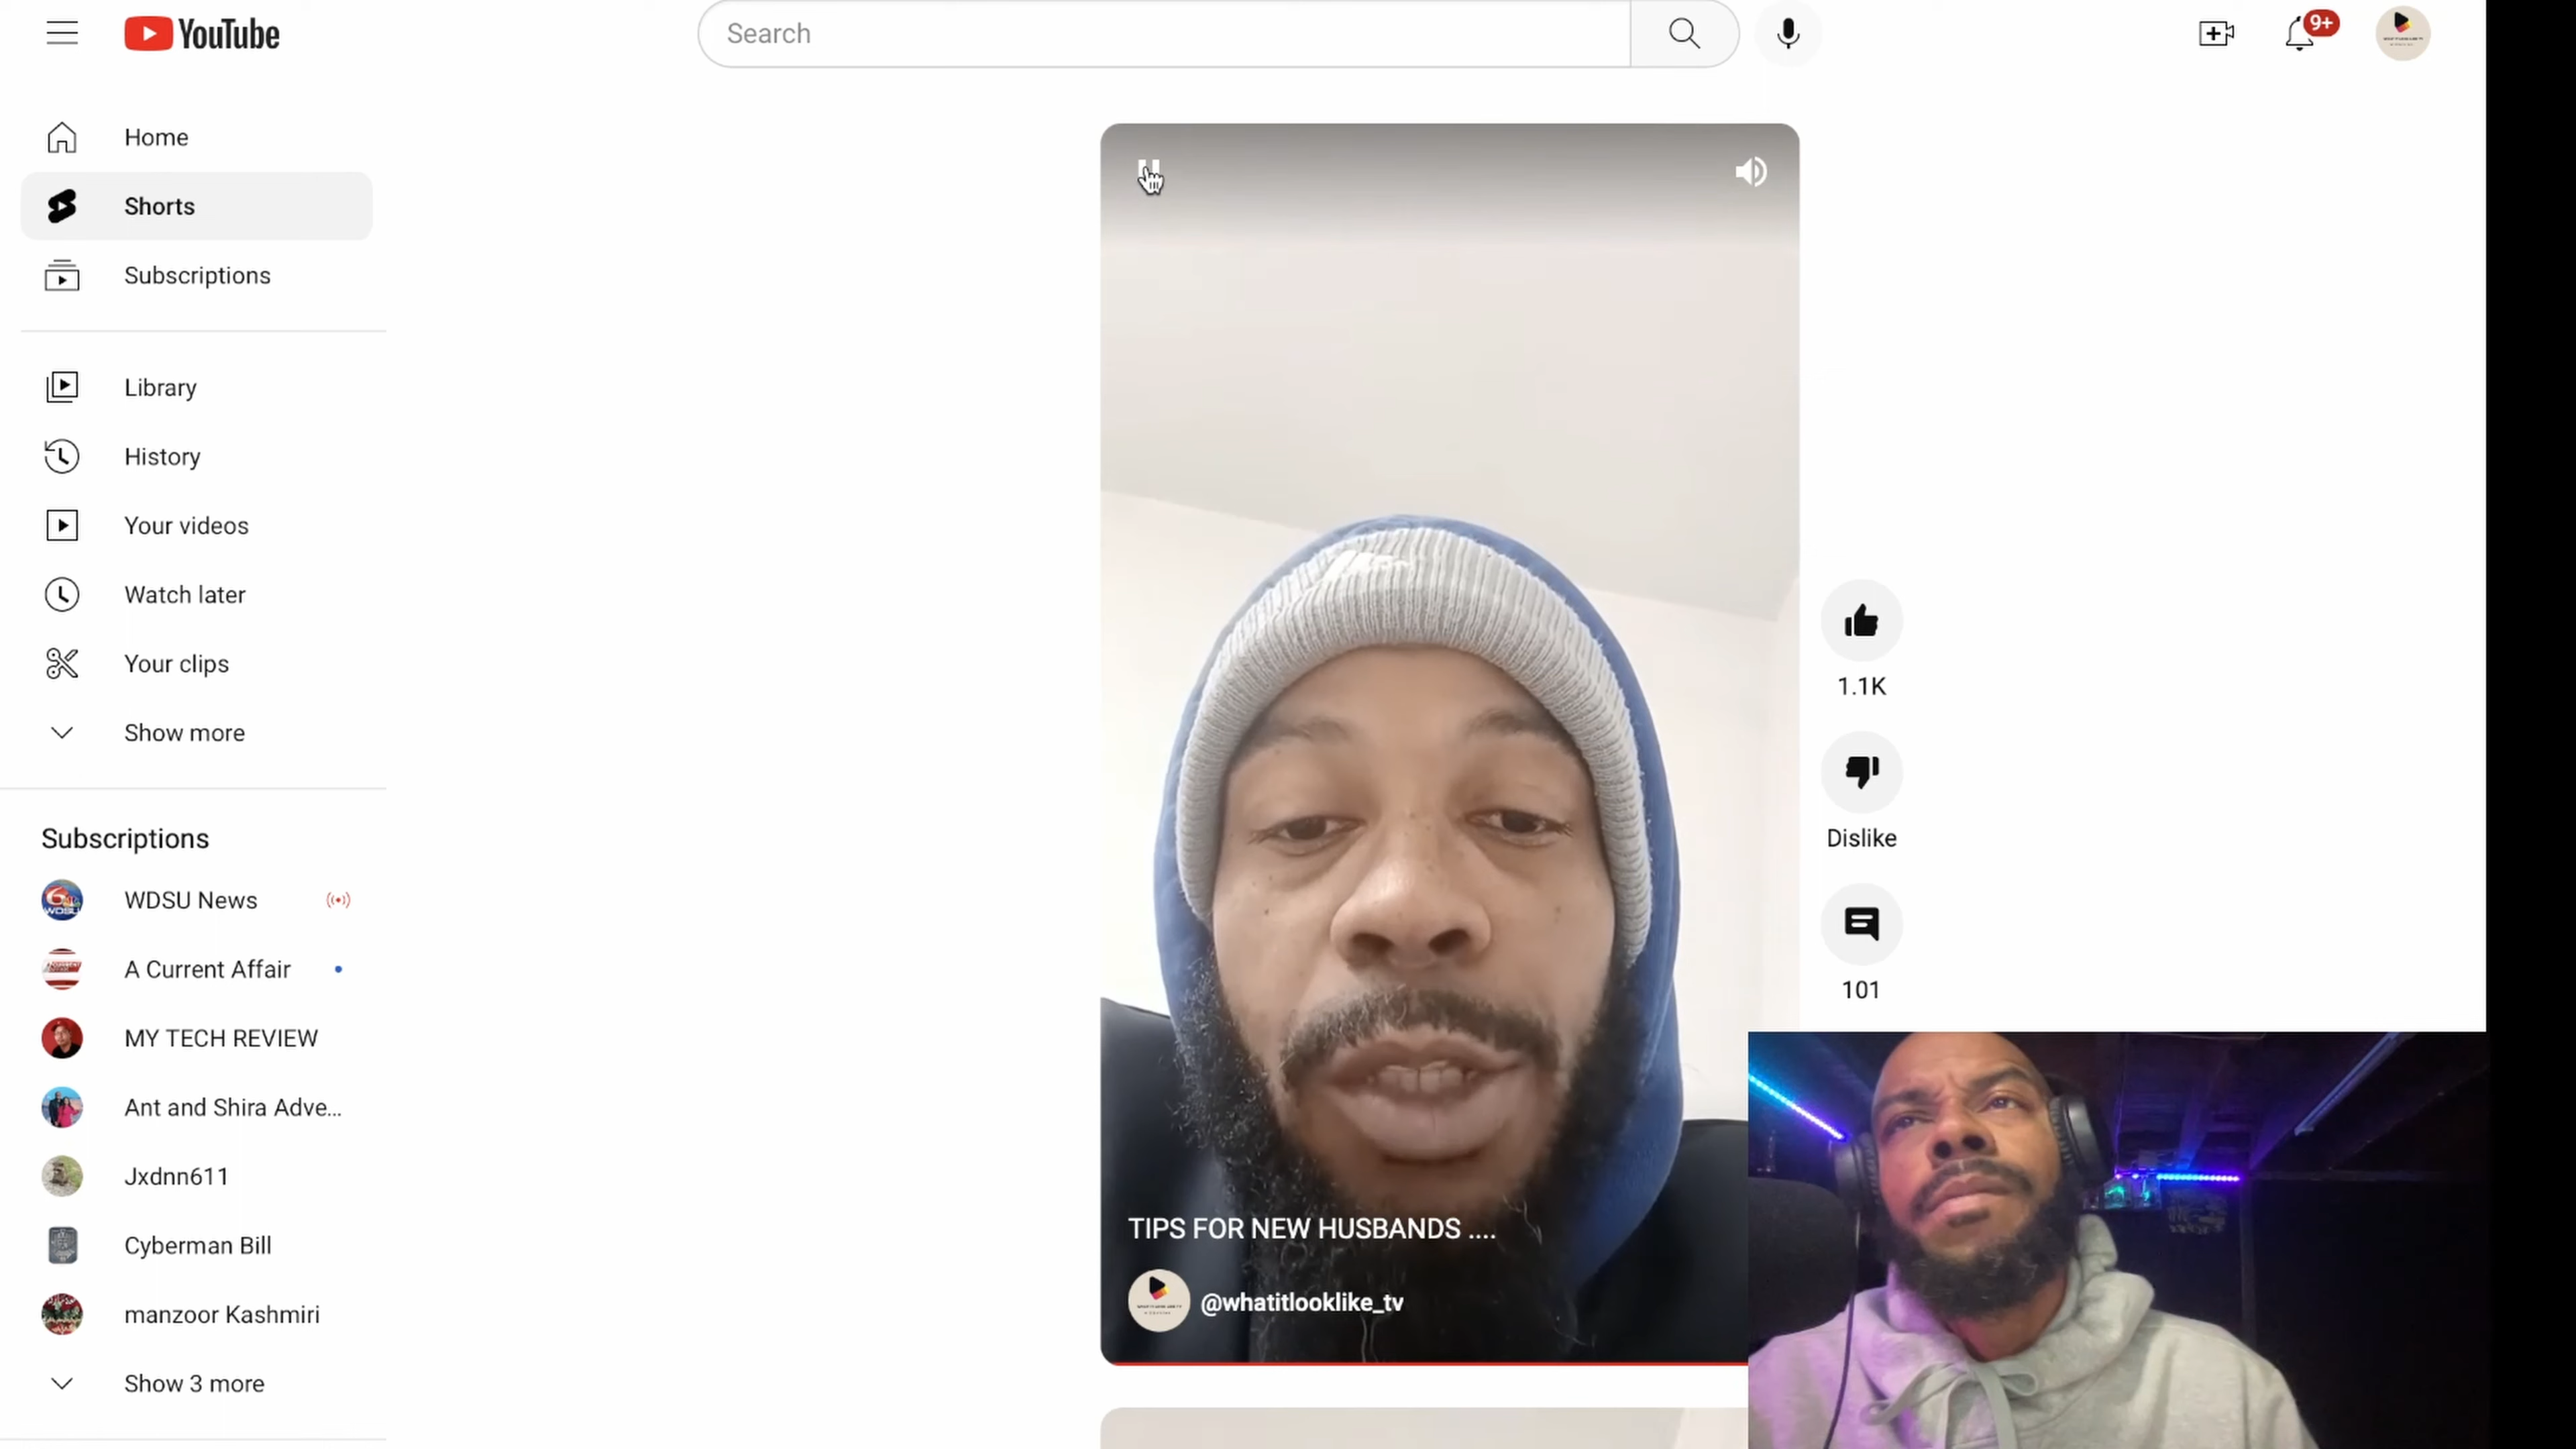 YouTube
Search
9+
Home
Shorts
Subscriptions
Library
History
Your videos
Watch later
Your clips
Show more
Subscriptions
WDSU News
A Current Affair
MY TECH REVIEW
Ant and Shira Adve...
Jxdnn611
Cyberman Bill
manzoor Kashmiri
Show 3 more
1.1K
Dislike
101
TIPS FOR NEW HUSBANDS ....
@whatitlooklike_tv